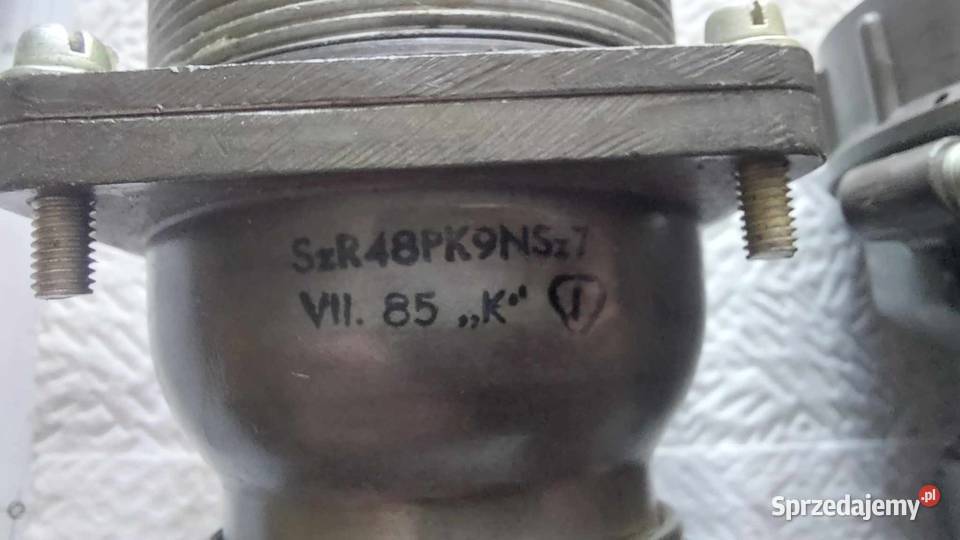 SzR48PK9NSz7
VII. 85 „K"
Sprzedajemy.pl